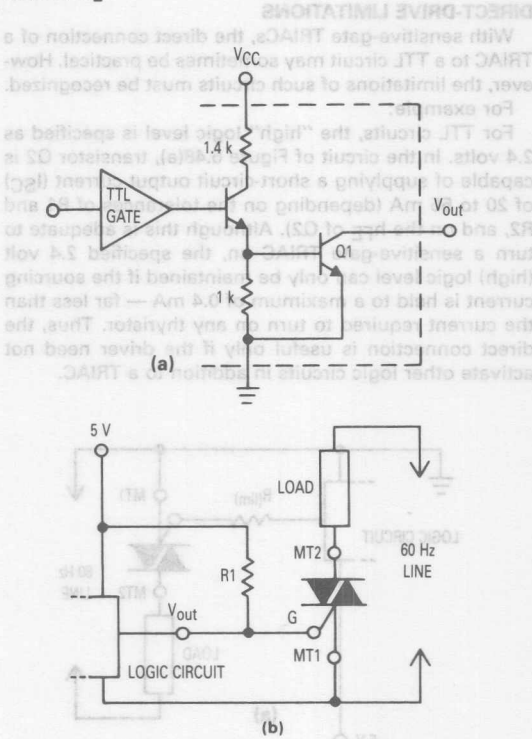 VCC
1.4 k
TTL
GATE
Vout
Q1
1 k
(a)
5 V
LOAD
MT2
60 Hz
LINE
R1
Vout
G
MT1
LOGIC CIRCUIT
(b)
DIRECT-DRIVE LIMITATIONS
With sensitive-gate TRIACs, the direct connection of a
TRIAC to a TTL circuit may sometimes be practical. How-
ever, the limitations of such circuits must be recognized.
For example:
For TTL circuits, the "high" logic level is specified as
2.4 volts. In the circuit of Figure (a), transistor Q2 is
capable of supplying a short-circuit output current (ISC)
of 20 to mA (depending on the tolerances of and
R2, and on the hFE of Q2). Although this is adequate to
turn a sensitive-gate TRIAC on, the specified 2.4 volt
(high) logic level can only be maintained if the sourcing
current is held to a maximum of 0.4 mA — far less than
the current required to turn on any thyristor. Thus, the
direct connection is useful only if the driver need not
activate other logic circuits in addition to a TRIAC.
MT1
LOGIC CIRCUIT
60 Hz
LINE
MT2
LOAD
(a)